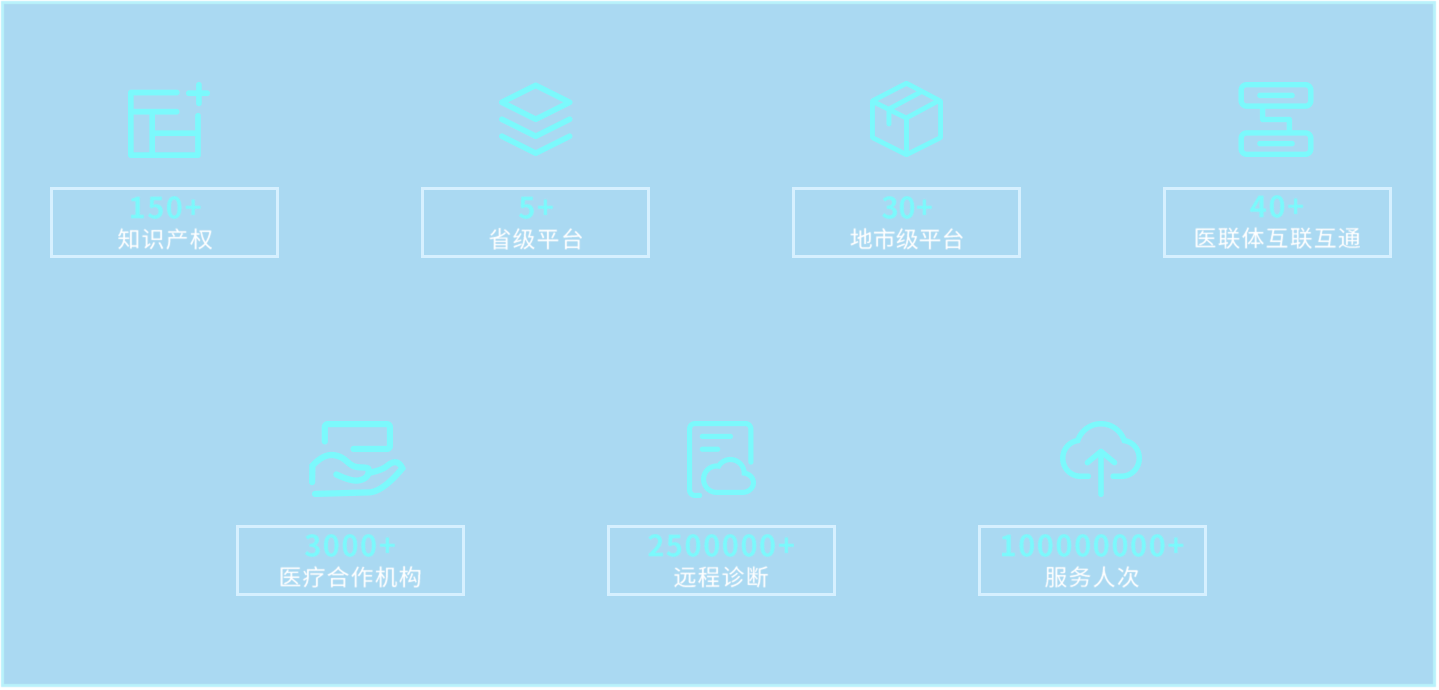 150+
知识产权
5+
省级平台
30+
地市级平台
40+
医联体互联互通
3000+
医疗合作机构
2500000+
远程诊断
100000000+
服务人次